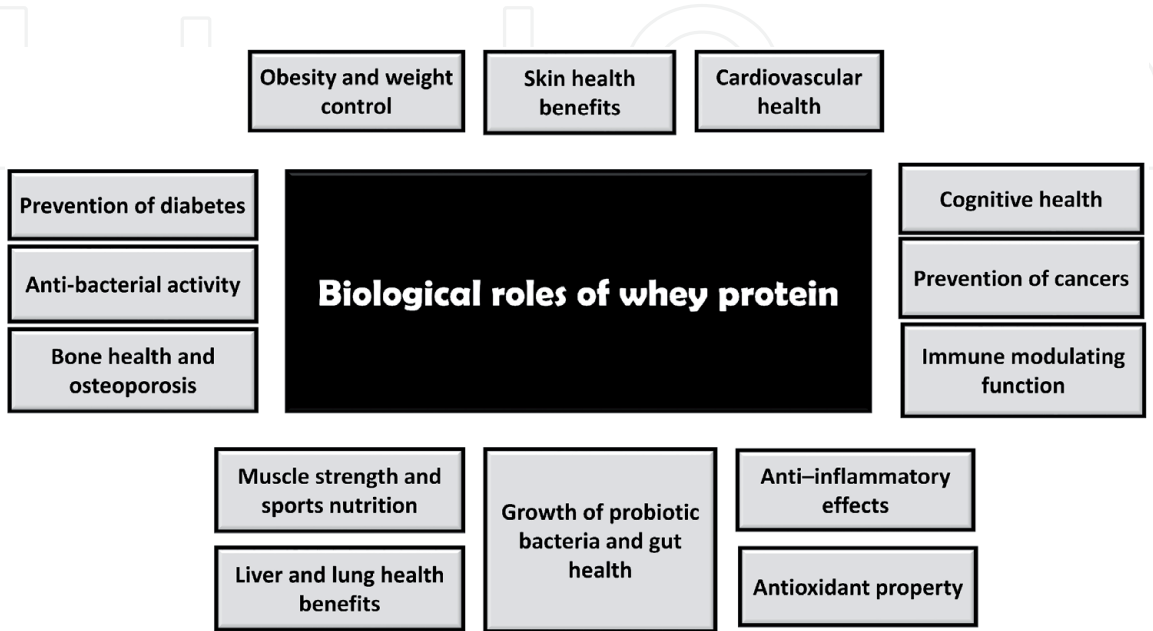 Obesity and weight
control
Skin health
benefits
Cardiovascular
health
Prevention of diabetes
Anti-bacterial activity
Bone health and
osteoporosis
Biological roles of whey protein
Cognitive health
Prevention of cancers
Immune modulating
function
Muscle strength and
sports nutrition
Liver and lung health
benefits
Growth of probiotic
bacteria and gut
health
Anti–inflammatory
effects
Antioxidant property